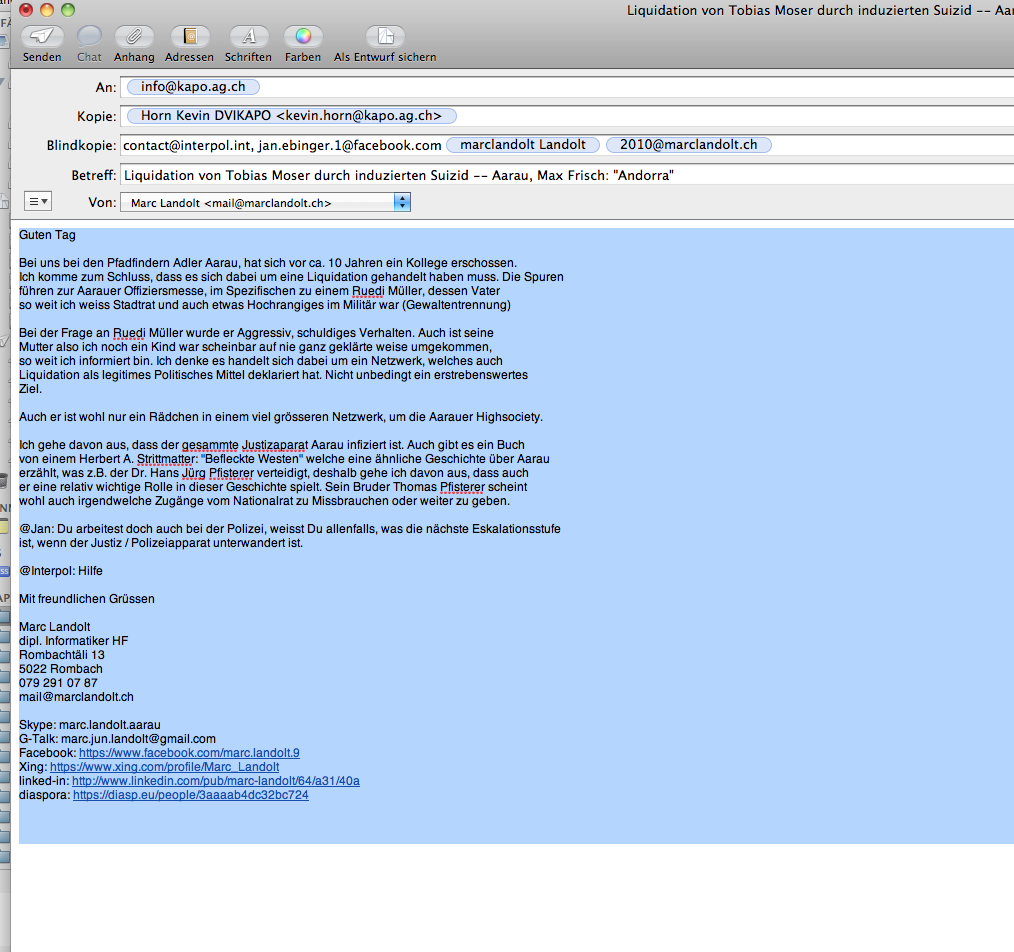 Liquidation von Tobias Moser durch induzierten Suizid -- Aar
Senden Chat Anhang Adressen Schriften Farben Als Entwurf sichern
An: info@kapo.ag.ch
Kopie: Horn Kevin DVIKAPO <kevin.horn@kapo.ag.ch>
Blindkopie: contact@interpol.int, jan.ebinger.1@facebook.com marclandolt Landolt 2010@marclandolt.ch
Betreff: Liquidation von Tobias Moser durch induzierten Suizid -- Aarau, Max Frisch: "Andorra"
Von: Marc Landolt <mail@marclandolt.ch>
Guten Tag
Bei uns bei den Pfadfindern Adler Aarau, hat sich vor ca. 10 Jahren ein Kollege erschossen.
Ich komme zum Schluss, dass es sich dabei um eine Liquidation gehandelt haben muss. Die Spuren
führen zur Aarauer Offiziersmesse, im Spezifischen zu einem Ruedi Müller, dessen Vater
so weit ich weiss Stadtrat und auch etwas Hochrangiges im Militär war (Gewaltentrennung)
Bei der Frage an Ruedi Müller wurde er Aggressiv, schuldiges Verhalten. Auch ist seine
Mutter also ich noch ein Kind war scheinbar auf nie ganz geklärte weise umgekommen,
so weit ich informiert bin. Ich denke es handelt sich dabei um ein Netzwerk, welches auch
Liquidation als legitimes Politisches Mittel deklariert hat. Nicht unbedingt ein erstrebenswertes
Ziel.
Auch er ist wohl nur ein Rädchen in einem viel grösseren Netzwerk, um die Aarauer Highsociety.
Ich gehe davon aus, dass der gesammte Justizaparat Aarau infiziert ist. Auch gibt es ein Buch
von einem Herbert A. Strittmatter: "Befleckte Westen" welche eine ähnliche Geschichte über Aarau
erzählt, was z.B. der Dr. Hans Jürg Pfisterer verteidigt, deshalb gehe ich davon aus, dass auch
er eine relativ wichtige Rolle in dieser Geschichte spielt. Sein Bruder Thomas Pfisterer scheint
wohl auch irgendwelche Zugänge vom Nationalrat zu Missbrauchen oder weiter zu geben.
@Jan: Du arbeitest doch auch bei der Polizei, weisst Du allenfalls, was die nächste Eskalationsstufe
ist, wenn der Justiz / Polizeiapparat unterwandert ist.
@Interpol: Hilfe
Mit freundlichen Grüssen
Marc Landolt
dipl. Informatiker HF
Rombachtäli 13
5022 Rombach
079 291 07 87
mail@marclandolt.ch
Skype: marc.landolt.aarau
G-Talk: marc.jun.landolt@gmail.com
Facebook: https://www.facebook.com/marc.landolt.9
Xing: https://www.xing.com/profile/Marc_Landolt
linked-in: http://www.linkedin.com/pub/marc-landolt/64/a31/40a
diaspora: https://diasp.eu/people/3aaaab4dc32bc724